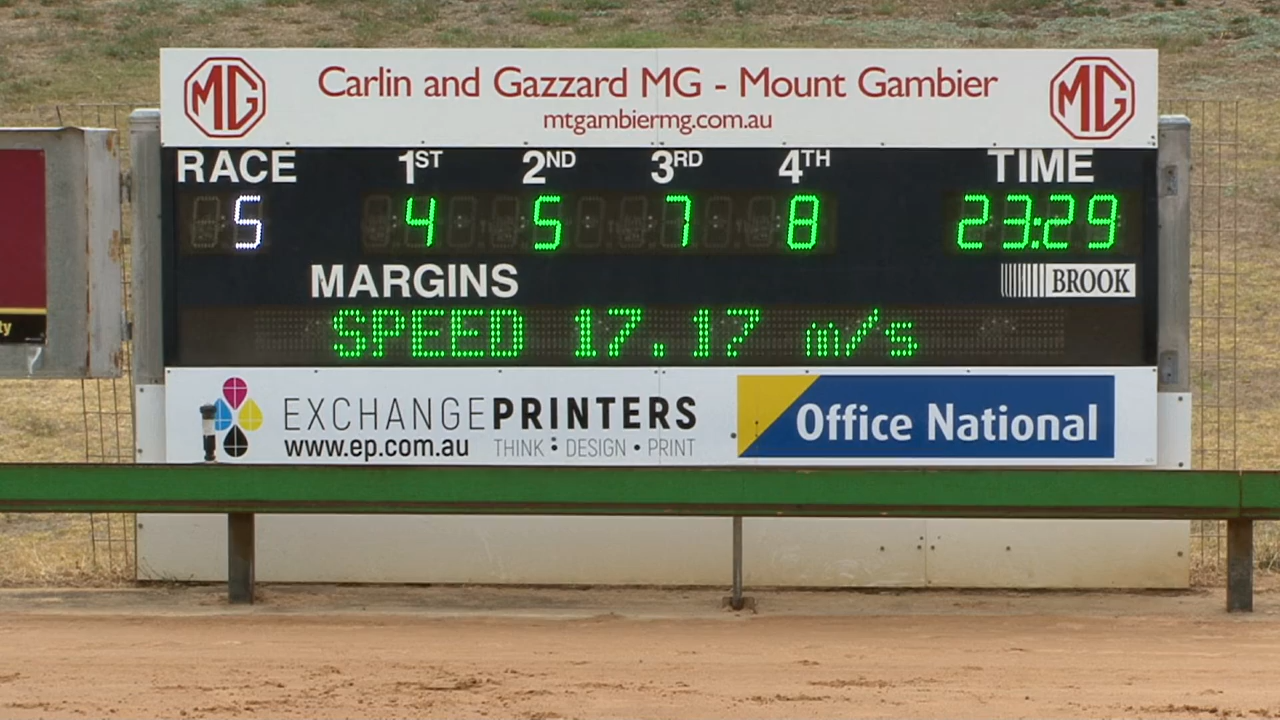 MG Carlin and Gazzard MG - Mount Gambier MG
mtgambiermg.com.au
RACE 1ST 2ND 3RD 4TH TIME
5 4 5 7 8 23:29
MARGINS BROOK
SPEED 17.17 m/s
EXCHANGEPRINTERS
www.ep.com.au THINK • DESIGN • PRINT
Office National